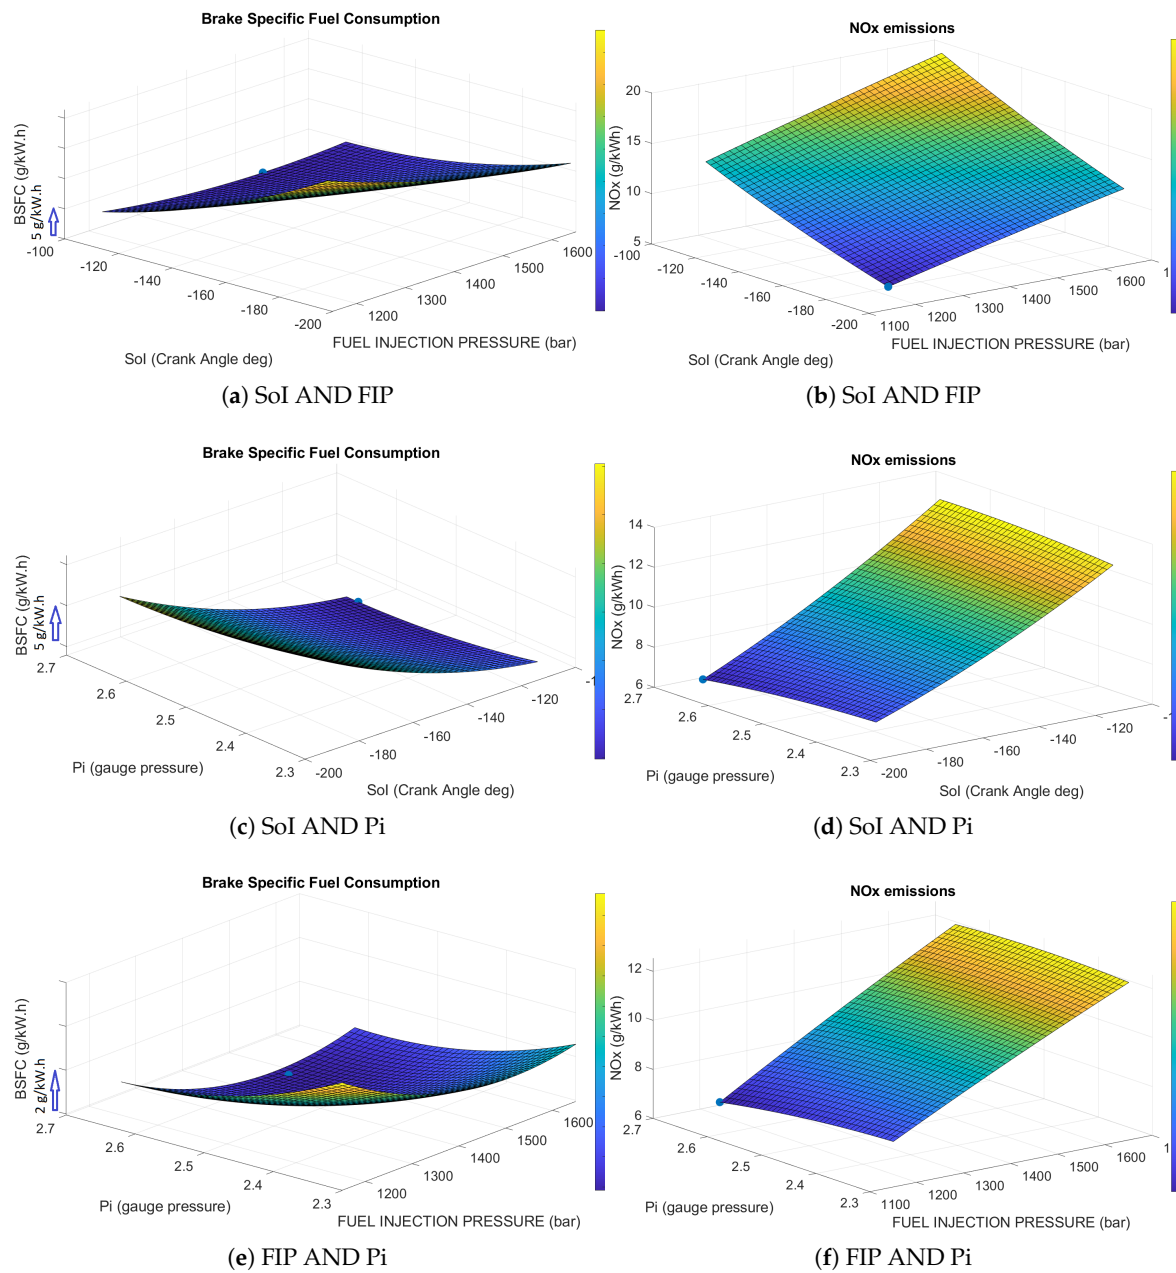 Brake Specific Fuel Consumption
BSFC (g/kW.h)
5 g/kW.h
-100
-120
-140
-160
-180
-200
1200
1300
1400
1500
1600
SoI (Crank Angle deg)
FUEL INJECTION PRESSURE (bar)
(a) SoI AND FIP
NOx emissions
NOx (g/kWh)
20
15
10
5
-100
-120
-140
-160
-180
-200
1100
1200
1300
1400
1500
1600
1
SoI (Crank Angle deg)
FUEL INJECTION PRESSURE (bar)
(b) SoI AND FIP
Brake Specific Fuel Consumption
BSFC (g/kW.h)
5 g/kW.h
2.7
2.6
2.5
2.4
2.3
-200
-180
-160
-140
-120
-1
Pi (gauge pressure)
SoI (Crank Angle deg)
(c) SoI AND Pi
NOx emissions
NOx (g/kWh)
14
12
10
8
6
2.7
2.6
2.5
2.4
2.3
-200
-180
-160
-140
-120
Pi (gauge pressure)
SoI (Crank Angle deg)
(d) SoI AND Pi
Brake Specific Fuel Consumption
BSFC (g/kW.h)
2 g/kW.h
2.7
2.6
2.5
2.4
2.3
1200
1300
1400
1500
1600
Pi (gauge pressure)
FUEL INJECTION PRESSURE (bar)
(e) FIP AND Pi
NOx emissions
NOx (g/kWh)
12
10
8
6
2.7
2.6
2.5
2.4
2.3
1100
1200
1300
1400
1500
1600
1
Pi (gauge pressure)
FUEL INJECTION PRESSURE (bar)
(f) FIP AND Pi